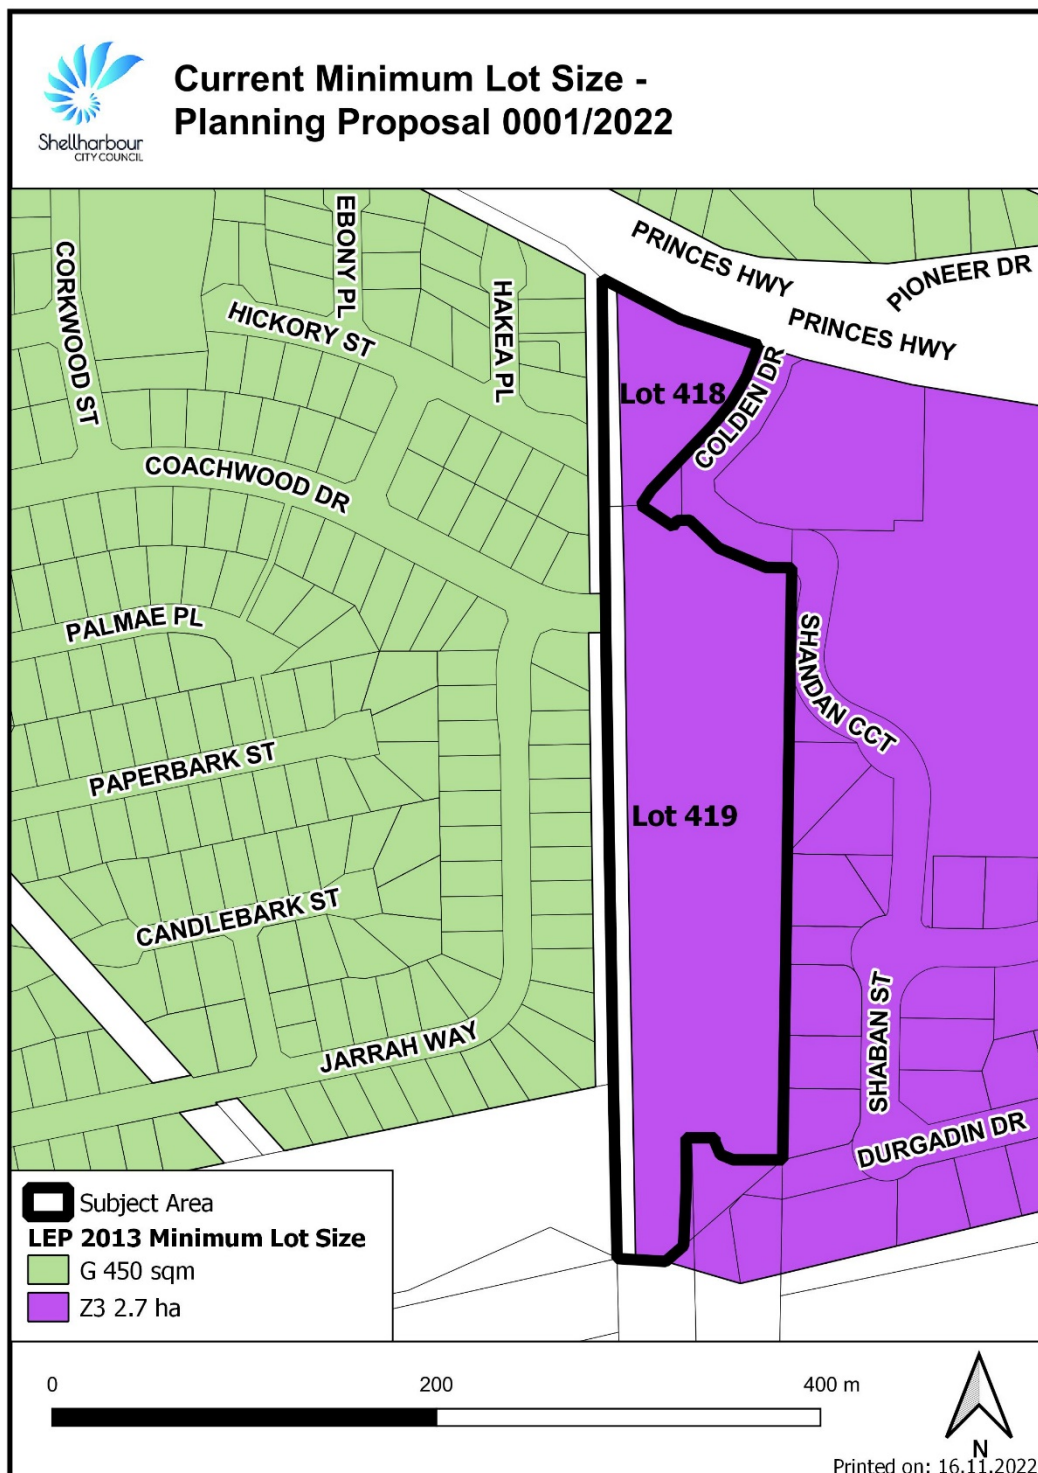 Current Minimum Lot Size -
Planning Proposal 0001/2022
Shellharbour
CITY COUNCIL
CORKWOOD ST
EBONY PL
HICKORY ST
HAKEA PL
PRINCES HWY
PIONEER DR
PRINCES HWY
Lot 418
COLDEN DR
COACHWOOD DR
PALMAE PL
SHANDAN CCT
PAPERBARK ST
Lot 419
CANDLEBARK ST
JARRAH WAY
SHABAN ST
DURGADIN DR
Subject Area
LEP 2013 Minimum Lot Size
G 450 sqm
Z3 2.7 ha
0 200 400 m
N
Printed on: 16.11.2022